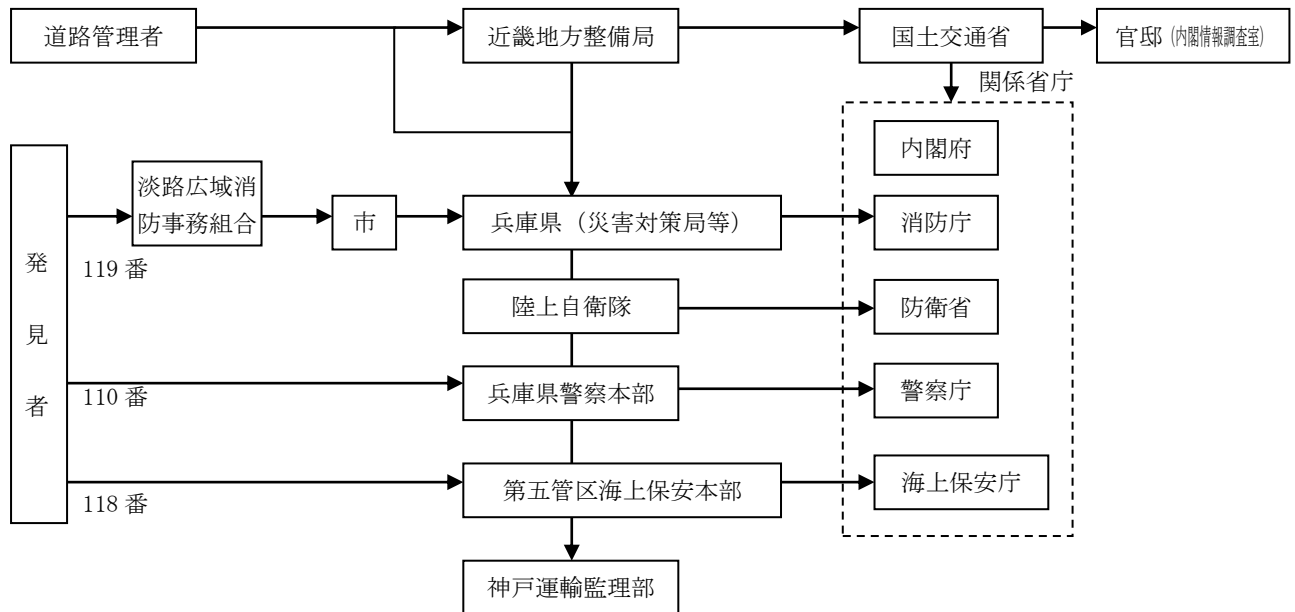 道路管理者
近畿地方整備局
国土交通省
官邸 (内閣情報調査室)
関係省庁
内閣府
淡路広域消
防事務組合
市
兵庫県（災害対策局等）
消防庁
発見者
119 番
陸上自衛隊
防衛省
110 番
兵庫県警察本部
警察庁
118 番
第五管区海上保安本部
海上保安庁
神戸運輸監理部